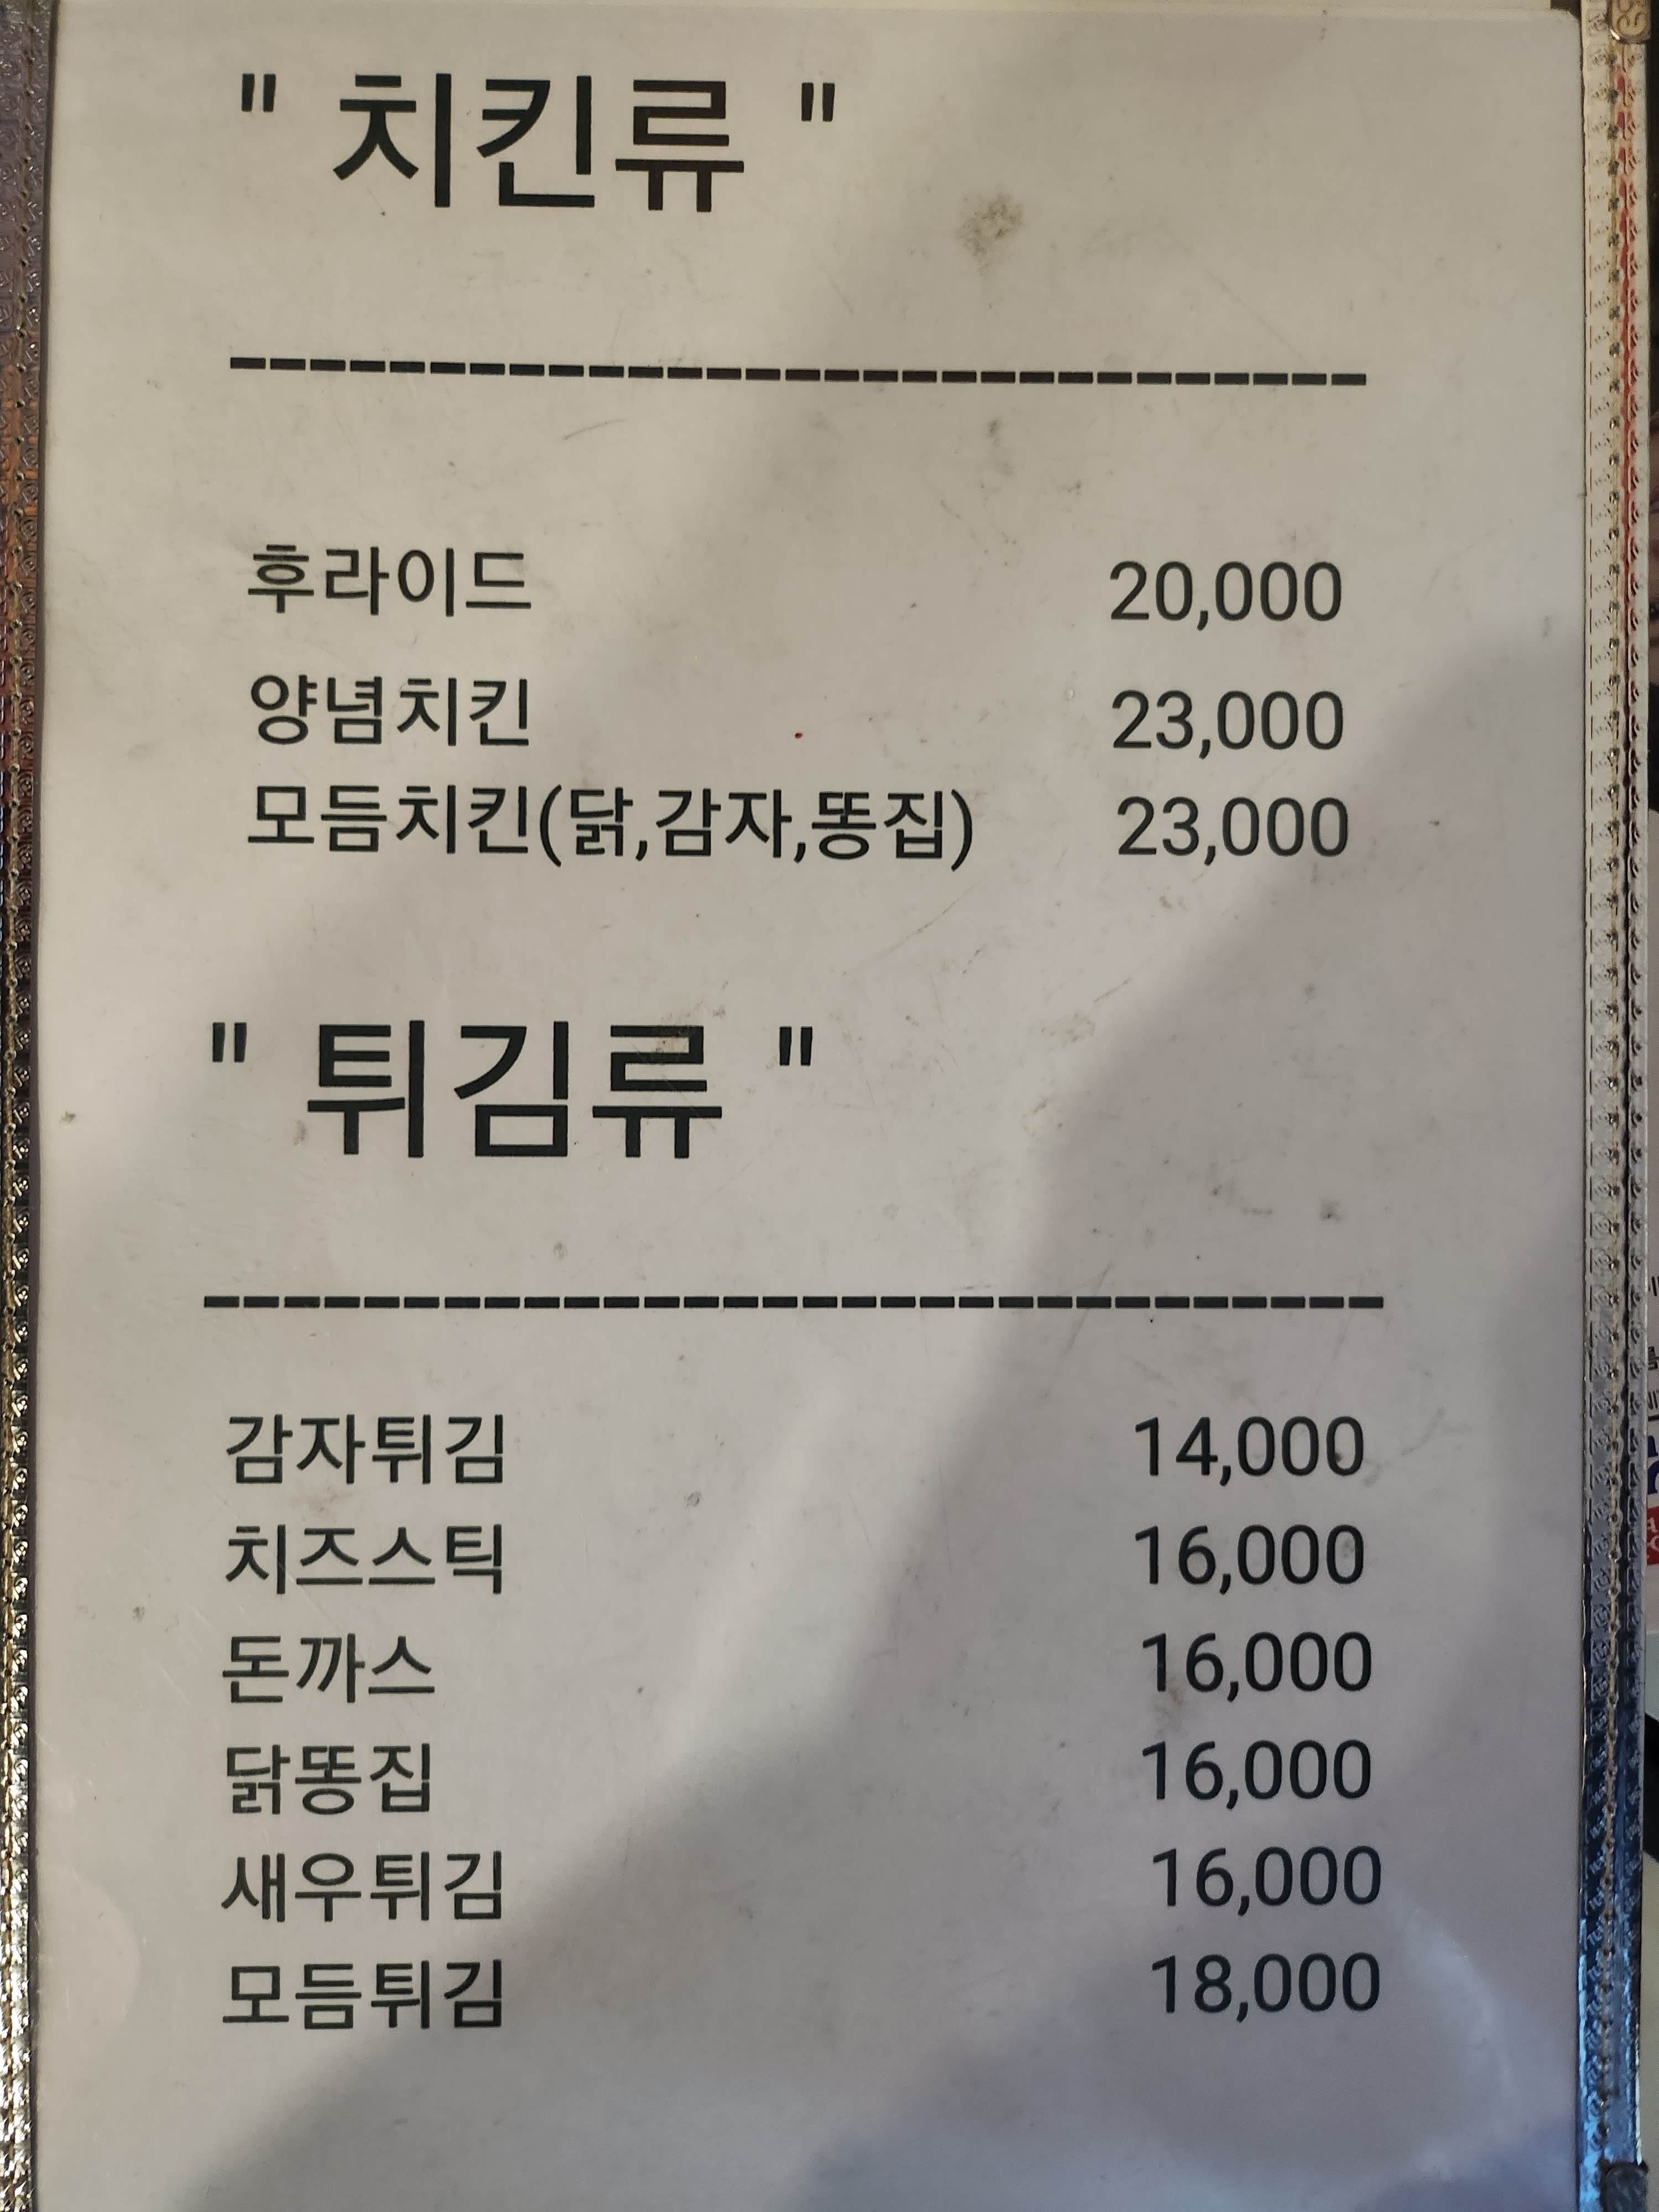 " 치킨류 "
--------------------------------
후라이드 20,000
양념치킨 23,000
모듬치킨(닭,감자,똥집) 23,000
" 튀김류 "
--------------------------------
감자튀김 14,000
치즈스틱 16,000
돈까스 16,000
닭똥집 16,000
새우튀김 16,000
모듬튀김 18,000